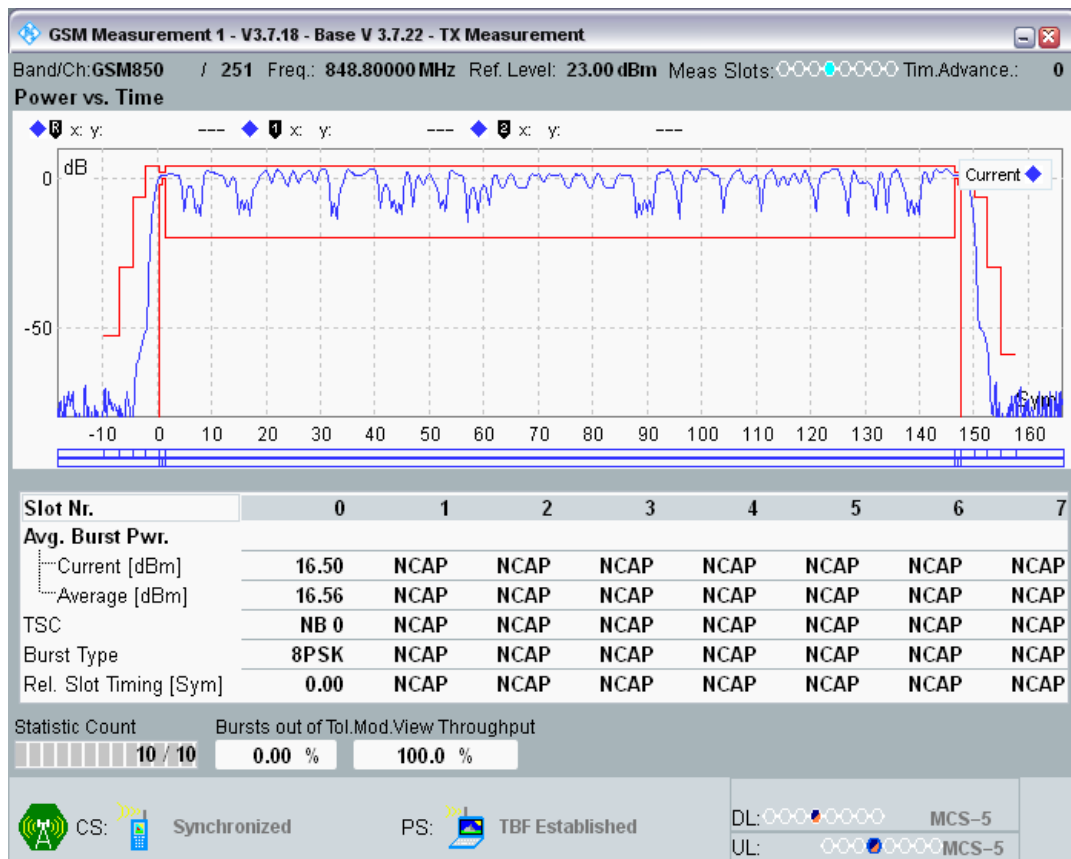 GSM Measurement 1 - V3.7.18 - Base V 3.7.22 - TX Measurement
Band/Ch:GSM850 / 251 Freq.: 848.80000 MHz Ref. Level: 23.00 dBm Meas Slots: Tim.Advance.: 0
Power vs. Time
R x: y: --- 1 x: y: --- 2 x: y: ---
dB
Current
0
-50
Sym
-10 0 10 20 30 40 50 60 70 80 90 100 110 120 130 140 150 160
Slot Nr. 0 1 2 3 4 5 6 7
Avg. Burst Pwr.
Current [dBm] 16.50 NCAP NCAP NCAP NCAP NCAP NCAP NCAP
Average [dBm] 16.56 NCAP NCAP NCAP NCAP NCAP NCAP NCAP
TSC NB 0 NCAP NCAP NCAP NCAP NCAP NCAP NCAP
Burst Type 8PSK NCAP NCAP NCAP NCAP NCAP NCAP NCAP
Rel. Slot Timing [Sym] 0.00 NCAP NCAP NCAP NCAP NCAP NCAP NCAP
Statistic Count Bursts out of Tol.Mod.View Throughput
10 / 10 0.00 % 100.0 %
CS: Synchronized PS: TBF Established
DL: MCS-5
UL: MCS-5